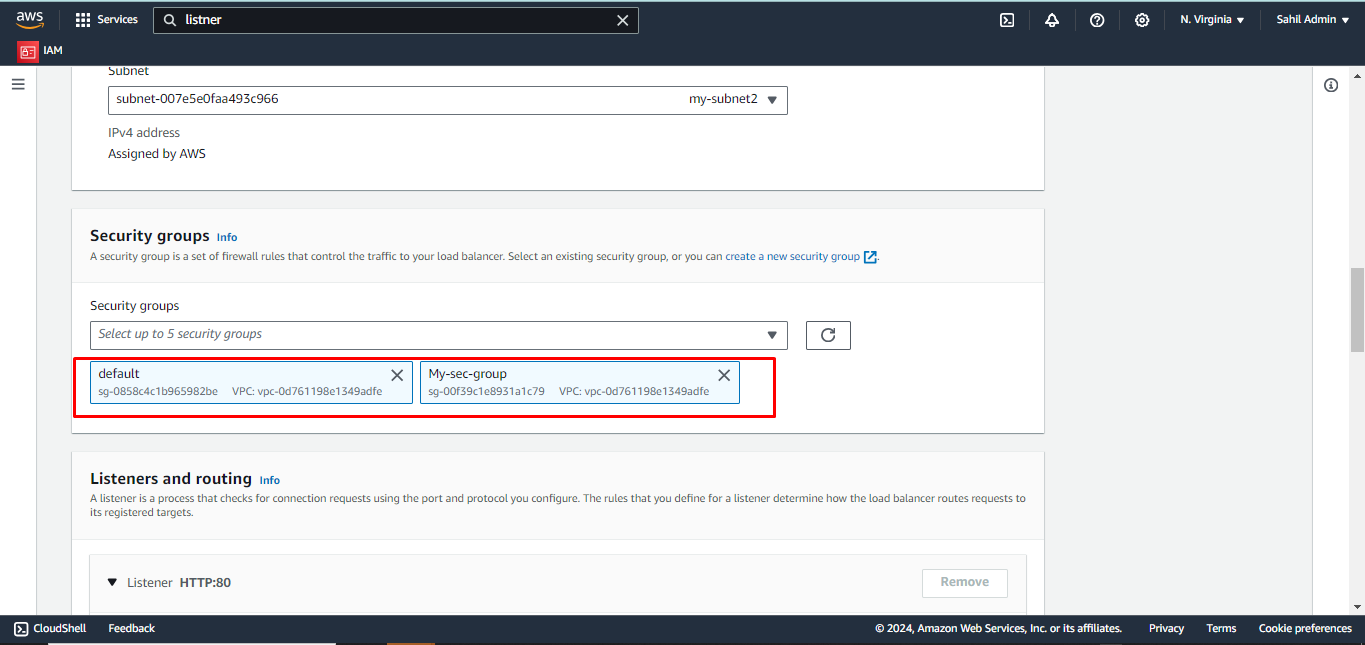 aws Services listner N. Virginia Sahil Admin
IAM
Subnet
subnet-007e5e0faa493c966 my-subnet2
IPv4 address
Assigned by AWS
Security groups Info
A security group is a set of firewall rules that control the traffic to your load balancer. Select an existing security group, or you can create a new security group.
Security groups
Select up to 5 security groups
default My-sec-group
sg-0858c4c1b965982be VPC: vpc-0d761198e1349adfe sg-00f39c1e8931a1c79 VPC: vpc-0d761198e1349adfe
Listeners and routing Info
A listener is a process that checks for connection requests using the port and protocol you configure. The rules that you define for a listener determine how the load balancer routes requests to
its registered targets.
Listener HTTP:80 Remove
CloudShell Feedback © 2024, Amazon Web Services, Inc. or its affiliates. Privacy Terms Cookie preferences